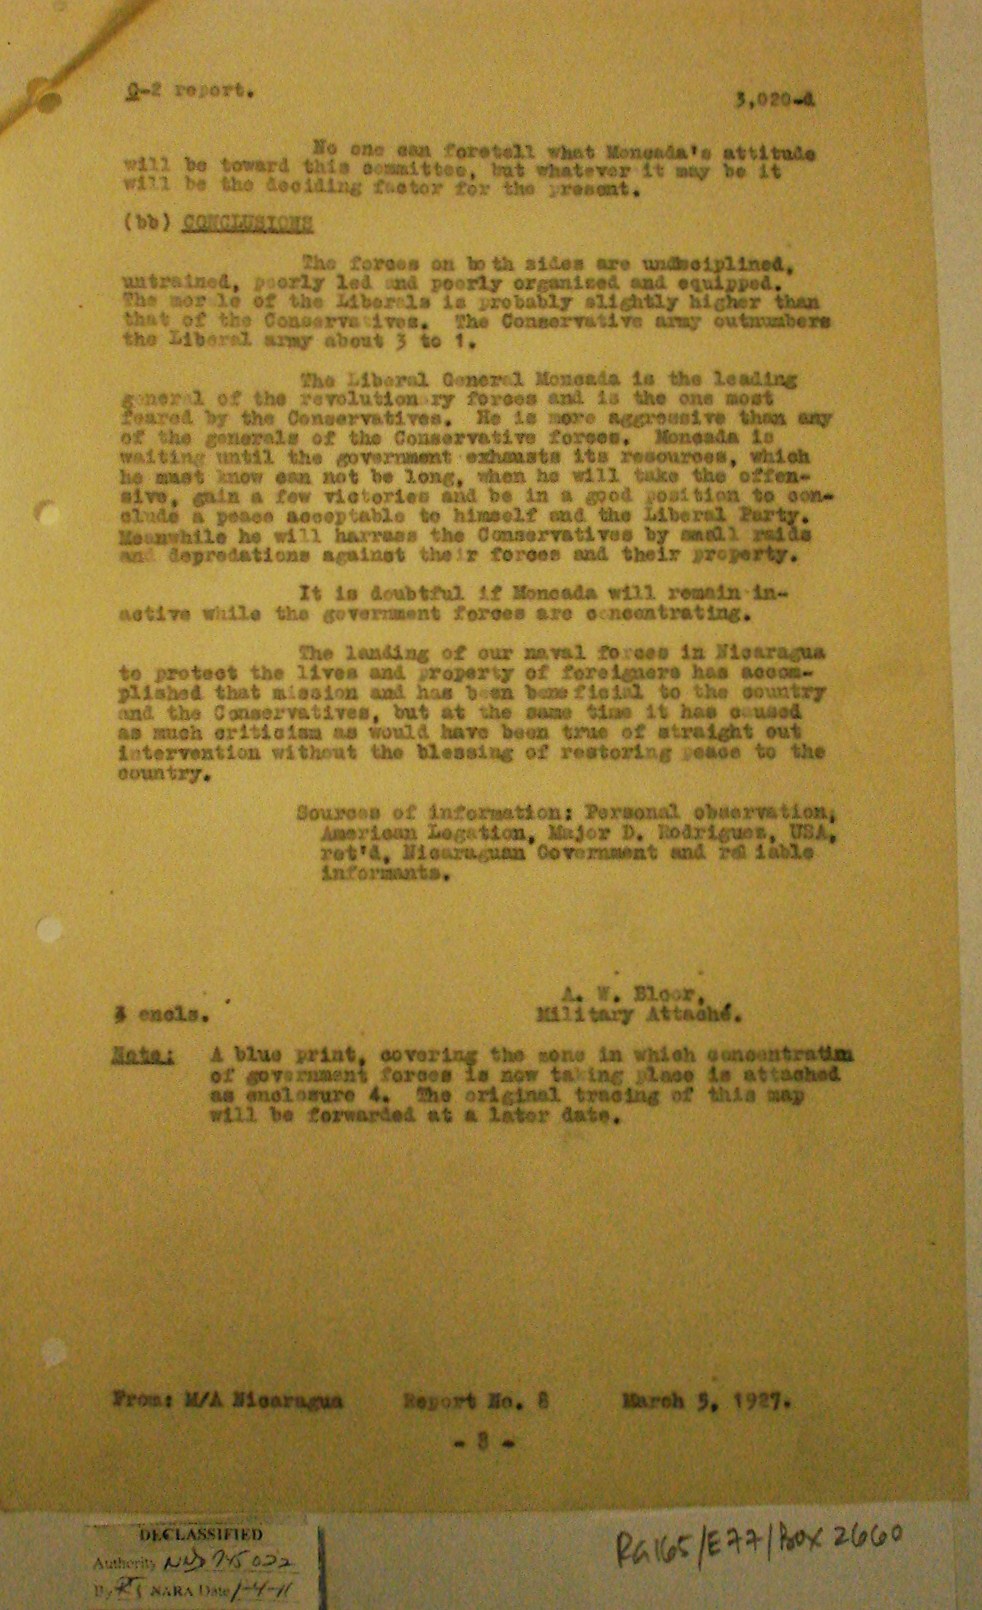 G-2 report.
3,020-d
No one can foretell what Moncada's attitude
will be toward this committee, but whatever it may be it
will be the deciding factor for the present.
(bb) CONCLUSIONS
The forces on both sides are undisciplined,
untrained, poorly led and poorly organized and equipped.
The morale of the Liberals is probably slightly higher than
that of the Conservatives. The Conservative army outnumbers
the Liberal army about 3 to 1.
The Liberal General Moncada is the leading
general of the revolutionary forces and is the one most
feared by the Conservatives. He is more aggressive than any
of the generals of the Conservative forces. Moncada is
waiting until the government exhausts its resources, which
he must know can not be long, when he will take the offen-
sive, gain a few victories and be in a good position to con-
clude a peace acceptable to himself and the Liberal Party.
Meanwhile he will harrass the Conservatives by small raids
and depredations against their forces and their property.
It is doubtful if Moncada will remain in-
active while the government forces are concentrating.
The landing of our naval forces in Nicaragua
to protect the lives and property of foreigners has accom-
plished that mission and has been beneficial to the country
and the Conservatives, but at the same time it has caused
as much criticism as would have been true of straight out
intervention without the blessing of restoring peace to the
country.
Sources of information: Personal observation,
American Legation, Major D. Rodriguez, USA,
ret'd, Nicaraguan Government and reliable
informants.
A. W. Bloor,
4 encls.
Military Attaché.
Note: A blue print, covering the zone in which concentration
of government forces is now taking place is attached
as enclosure 4. The original tracing of this map
will be forwarded at a later date.
From: M/A Nicaragua Report No. 8 March 5, 1927.
- 8 -
DECLASSIFIED
Authority NND 745022
By NARA Date 1-4-11
RG165/E77/Box 2660